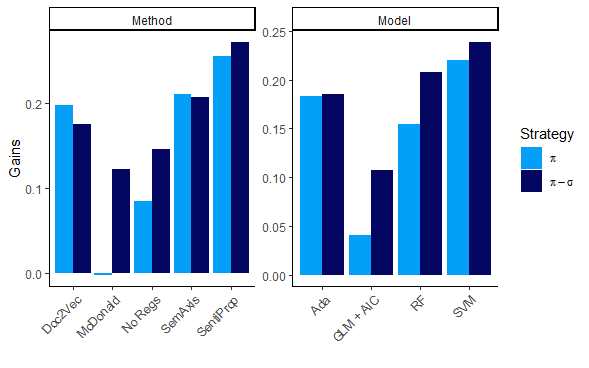 Method
Model
Gains
0.2
0.1
0.0
0.25
0.20
0.15
0.10
0.05
0.00
Doc2Vec
McDonald
No Regs
SemAxis
SentiProp
Ada
GLM + AIC
RF
SVM
Strategy
π
π − σ